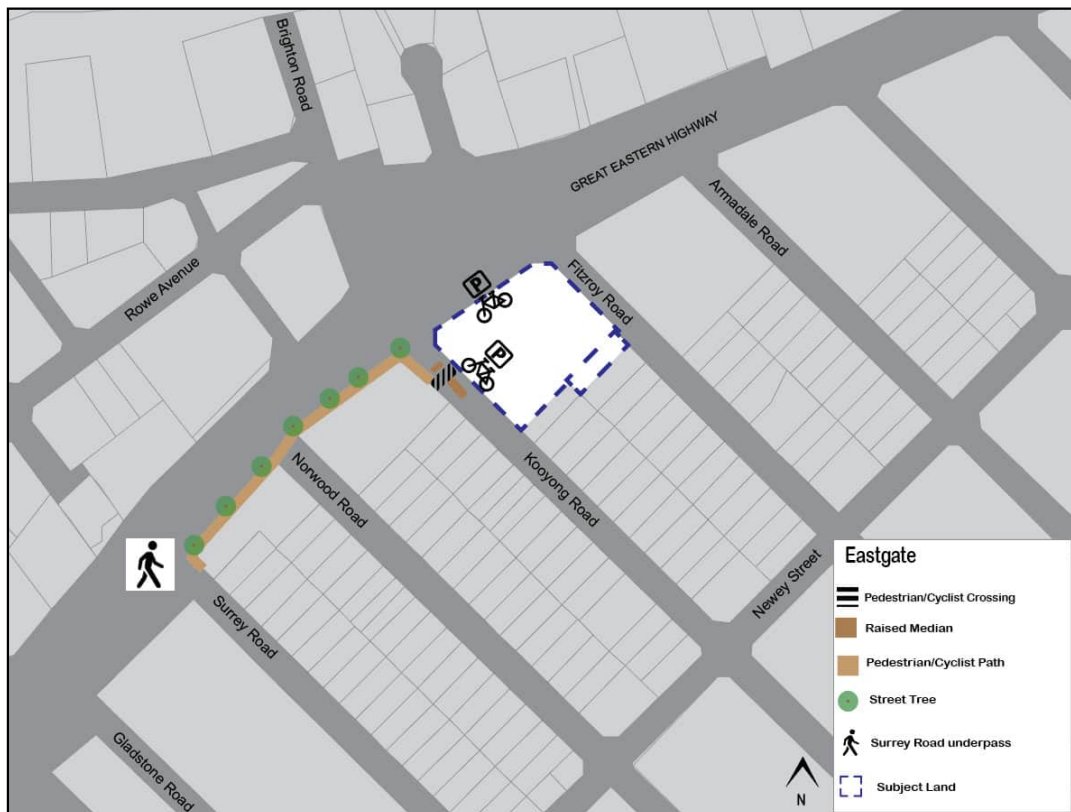 Brighton Road
GREAT EASTERN HIGHWAY
Armadale Road
Rowe Avenue
Fitzroy Road
P
P
Norwood Road
Kooyong Road
Surrey Road
Newey Street
Gladstone Road
N
Eastgate
Pedestrian/Cyclist Crossing
Raised Median
Pedestrian/Cyclist Path
Street Tree
Surrey Road underpass
Subject Land